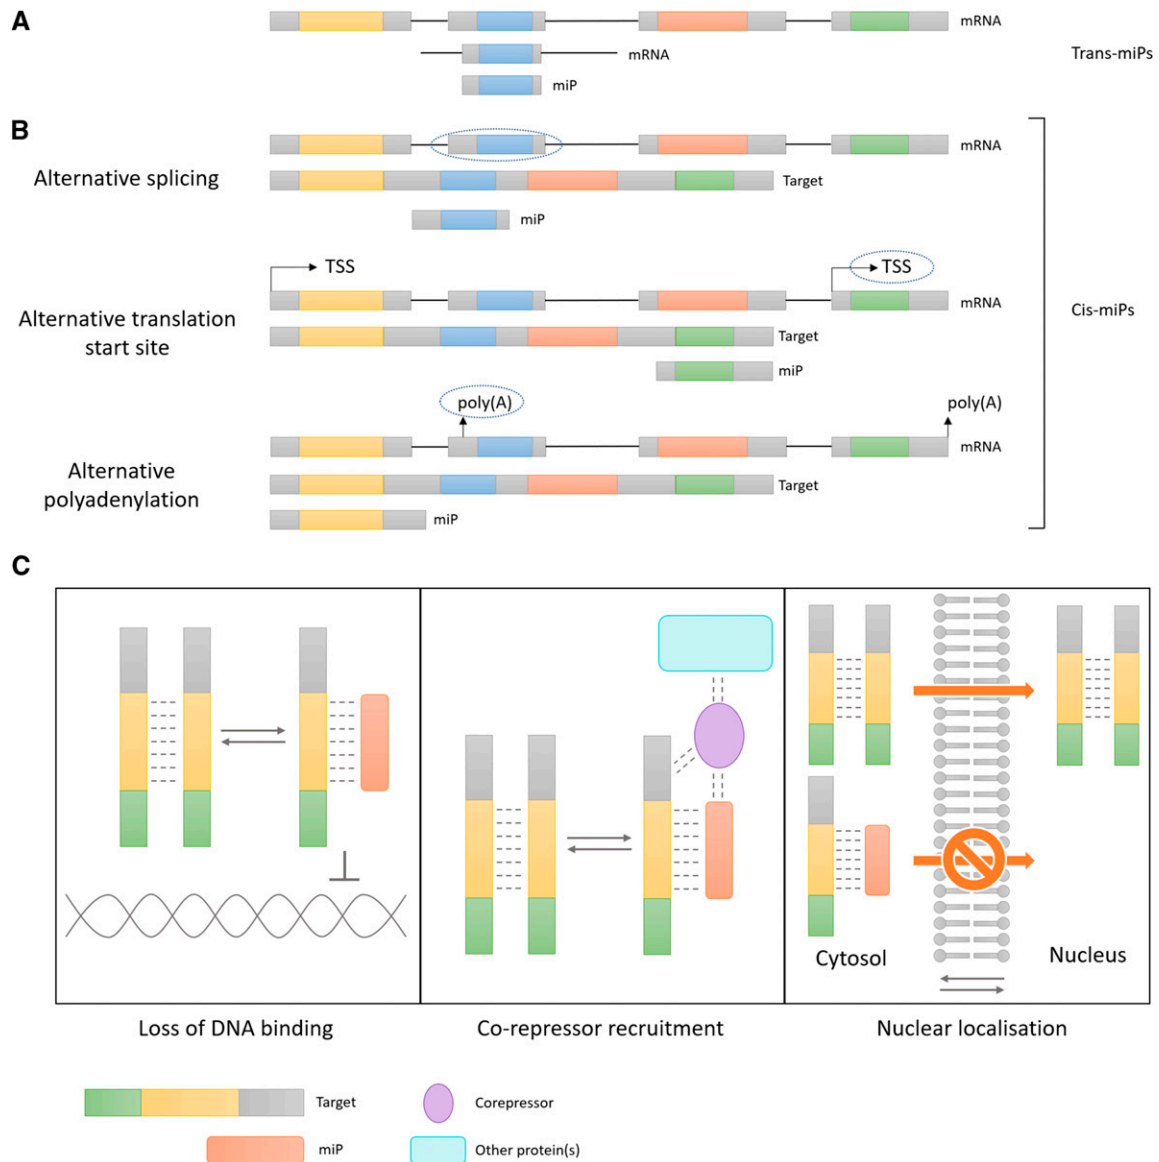 A
mRNA
mRNA
Trans-miPs
miP
B
mRNA
Alternative splicing
Target
miP
TSS
TSS
mRNA
Cis-miPs
Alternative translation
start site
Target
miP
poly(A)
poly(A)
mRNA
Alternative
polyadenylation
Target
miP
C
Cytosol
Nucleus
Loss of DNA binding
Co-repressor recruitment
Nuclear localisation
Target
Corepressor
miP
Other protein(s)